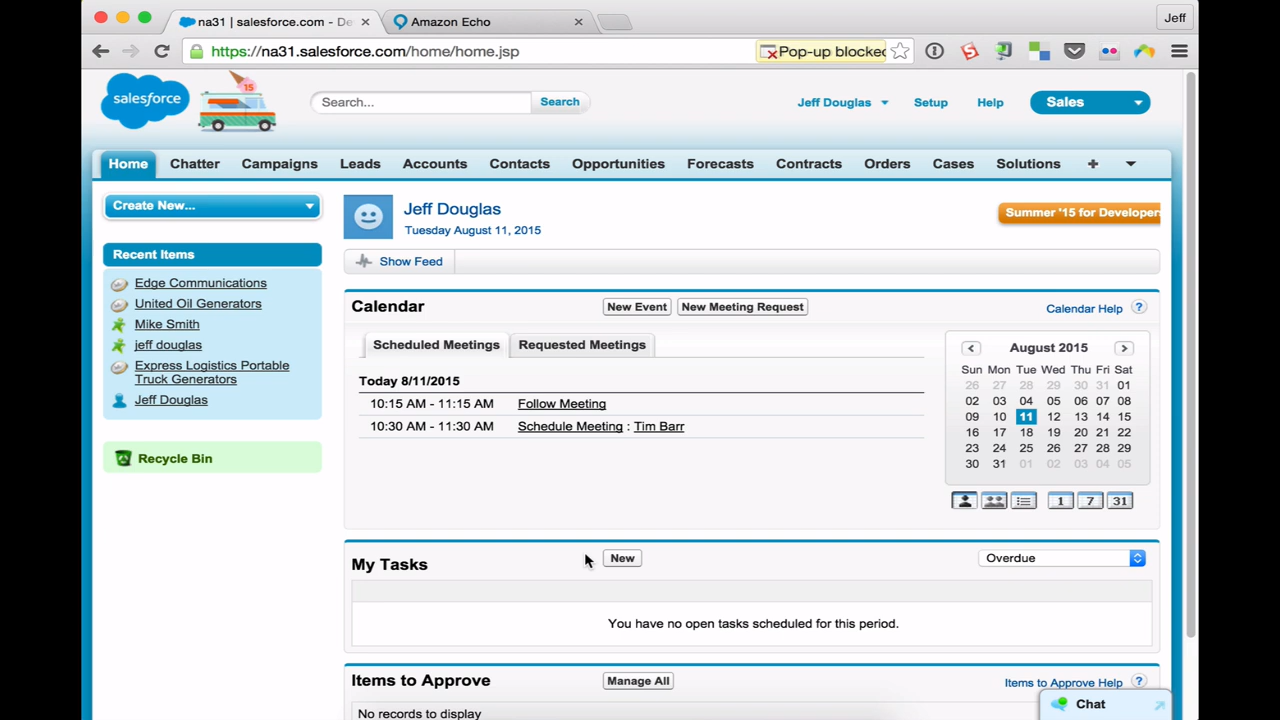 na31 | salesforce.com - De
Amazon Echo
Jeff
https://na31.salesforce.com/home/home.jsp
Pop-up blocked
salesforce
15
Search...
Search
Jeff Douglas
Setup
Help
Sales
Home
Chatter
Campaigns
Leads
Accounts
Contacts
Opportunities
Forecasts
Contracts
Orders
Cases
Solutions
+
Create New...
Recent Items
Edge Communications
United Oil Generators
Mike Smith
jeff douglas
Express Logistics Portable
Truck Generators
Jeff Douglas
Recycle Bin
Jeff Douglas
Tuesday August 11, 2015
Summer '15 for Developers
Show Feed
Calendar
New Event
New Meeting Request
Calendar Help ?
Scheduled Meetings
Requested Meetings
Today 8/11/2015
10:15 AM - 11:15 AM Follow Meeting
10:30 AM - 11:30 AM Schedule Meeting : Tim Barr
August 2015
Sun Mon Tue Wed Thu Fri Sat
26 27 28 29 30 31 01
02 03 04 05 06 07 08
09 10 11 12 13 14 15
16 17 18 19 20 21 22
23 24 25 26 27 28 29
30 31 01 02 03 04 05
1 7 31
My Tasks
New
Overdue
You have no open tasks scheduled for this period.
Items to Approve
Manage All
Items to Approve Help ?
No records to display
Chat